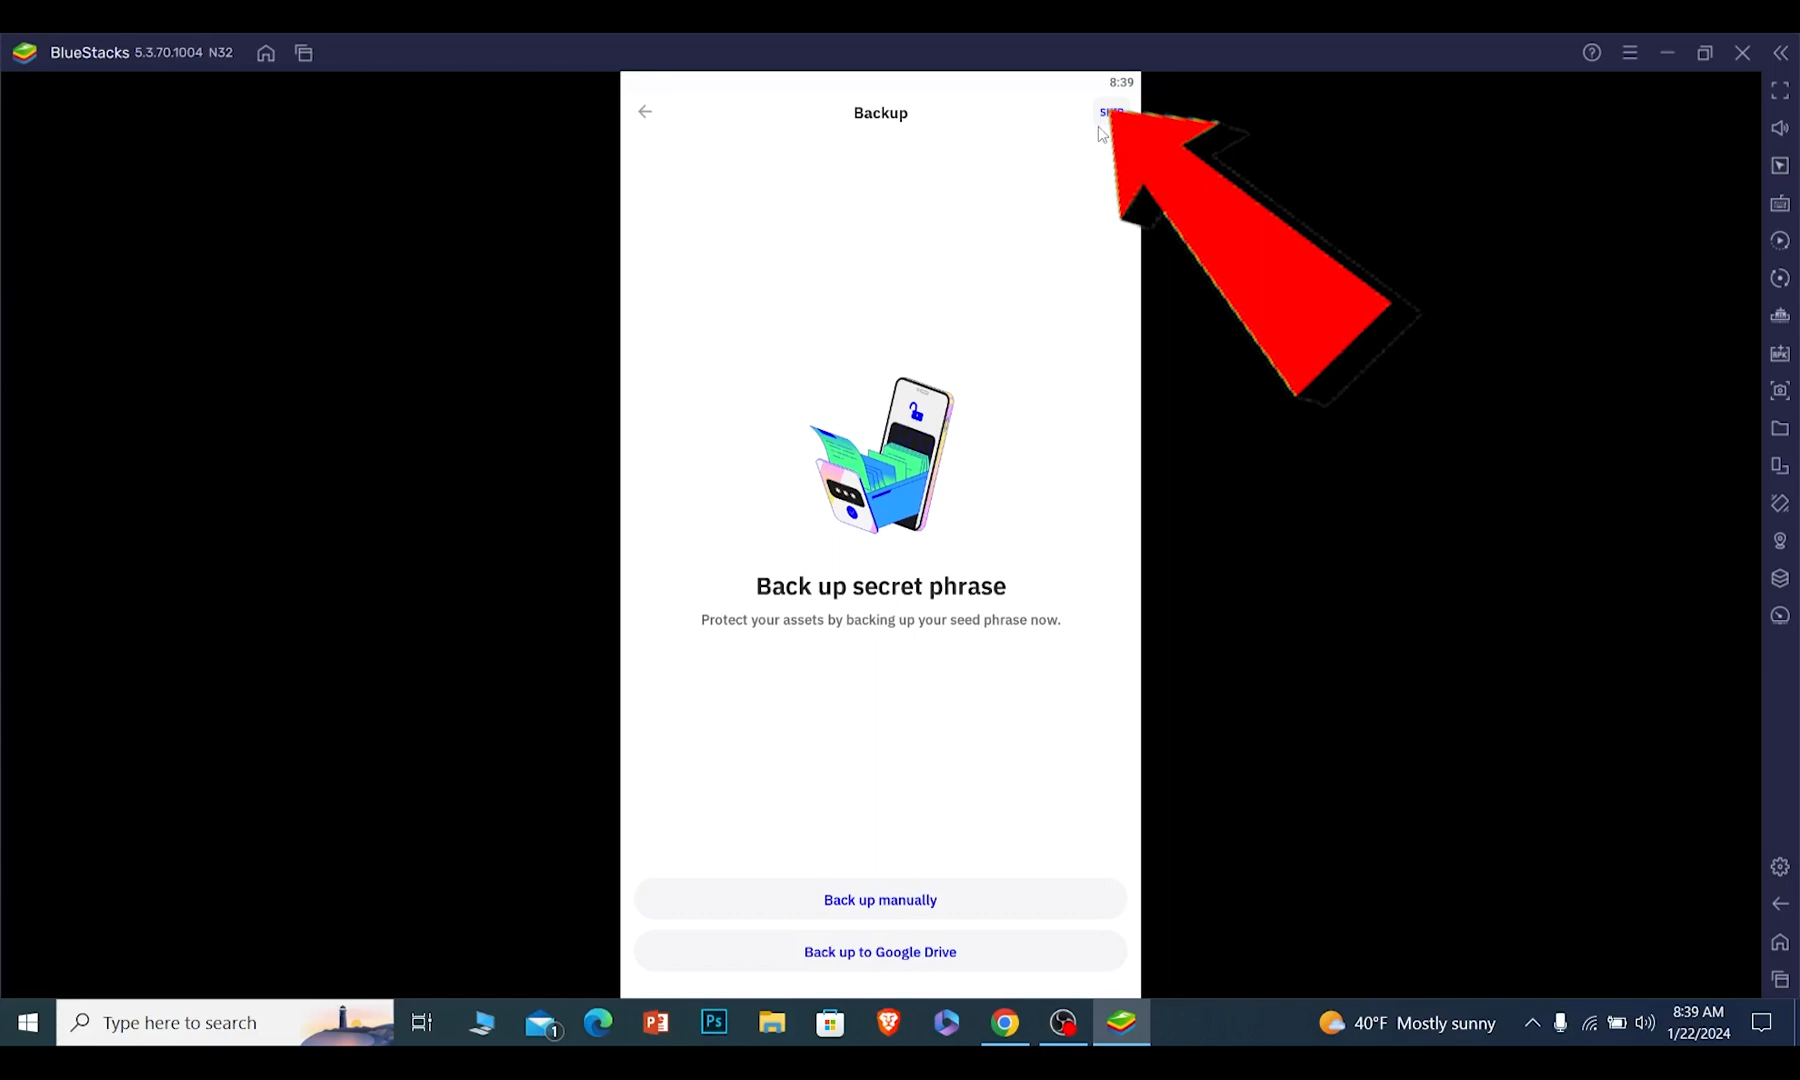 BlueStacks 5.3.70.1004 N32
8:39
Backup
Back up secret phrase
Protect your assets by backing up your seed phrase now.
Back up manually
Back up to Google Drive
Type here to search
1
Ps
40°F Mostly sunny
8:39 AM
1/22/2024